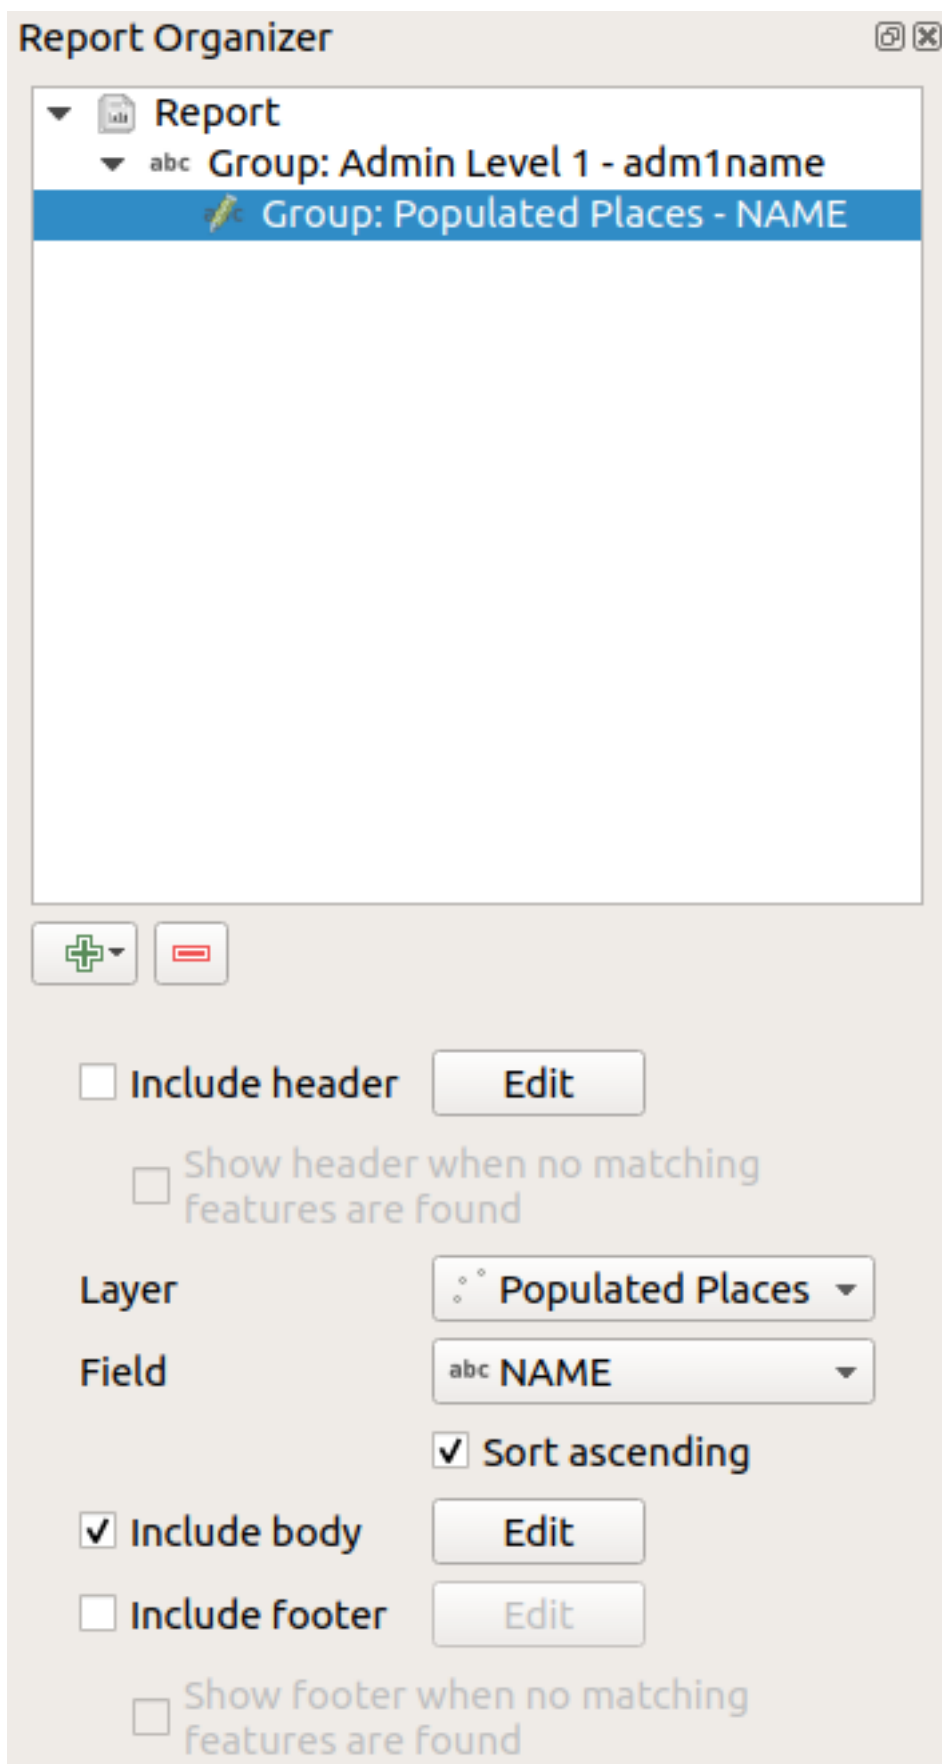 Report Organizer
Report
abc Group: Admin Level 1 - adm1name
Group: Populated Places - NAME
Include header Edit
Show header when no matching
features are found
Layer Populated Places
Field abc NAME
Sort ascending
Include body Edit
Include footer Edit
Show footer when no matching
features are found